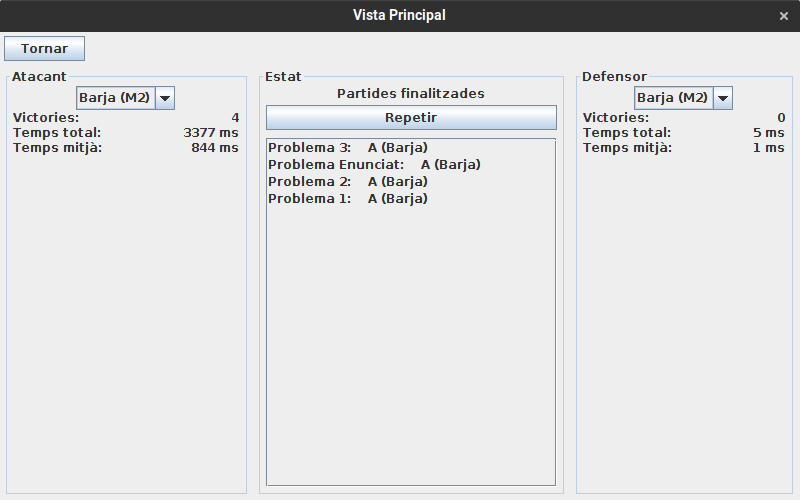 Vista Principal
Tornar
Atacant
Barja (M2)
Victories: 4
Temps total: 3377 ms
Temps mitjà: 844 ms
Estat
Partides finalitzades
Repetir
Problema 3: A (Barja)
Problema Enunciat: A (Barja)
Problema 2: A (Barja)
Problema 1: A (Barja)
Defensor
Barja (M2)
Victories: 0
Temps total: 5 ms
Temps mitjà: 1 ms